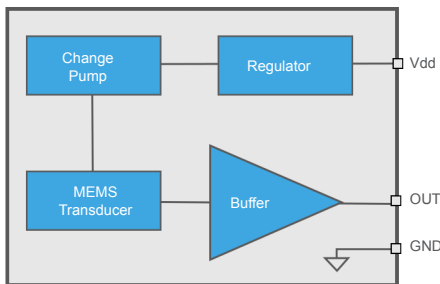 Change
Pump
Regulator
Vdd
MEMS
Transducer
Buffer
OUT
GND